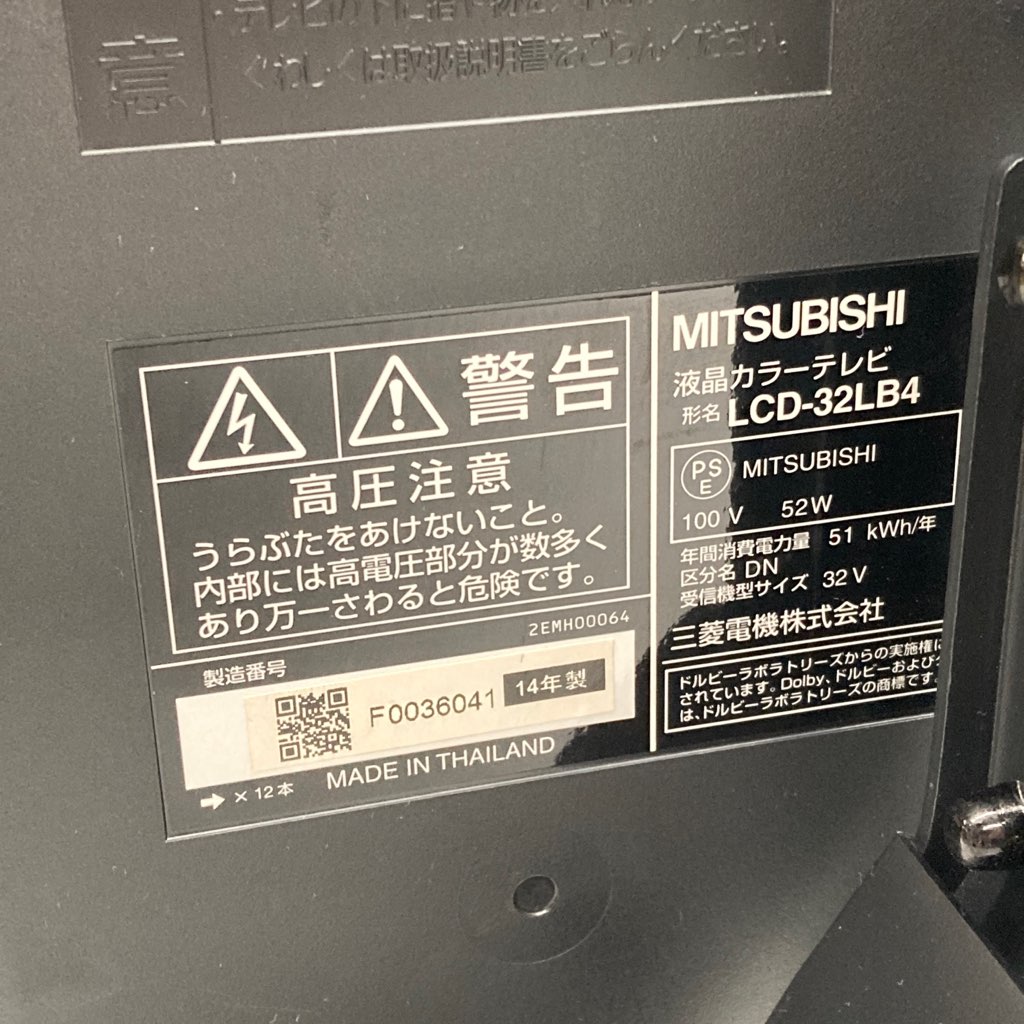 意
くわしくは取扱説明書をごらんください。
警告
高圧注意
うらぶたをあけないこと。
内部には高電圧部分が数多く
あり万一さわると危険です。
2EMH00064
製造番号
F0036041 14年製
→ ×12本 MADE IN THAILAND
MITSUBISHI
液晶カラーテレビ
形名 LCD-32LB4
PSE MITSUBISHI
100 V 52W
年間消費電力量 51 kWh/年
区分名 DN
受信機型サイズ 32V
三菱電機株式会社
ドルビーラボラトリーズからの実施権に
されています。Dolby、ドルビーおよび
は、ドルビーラボラトリーズの商標です。